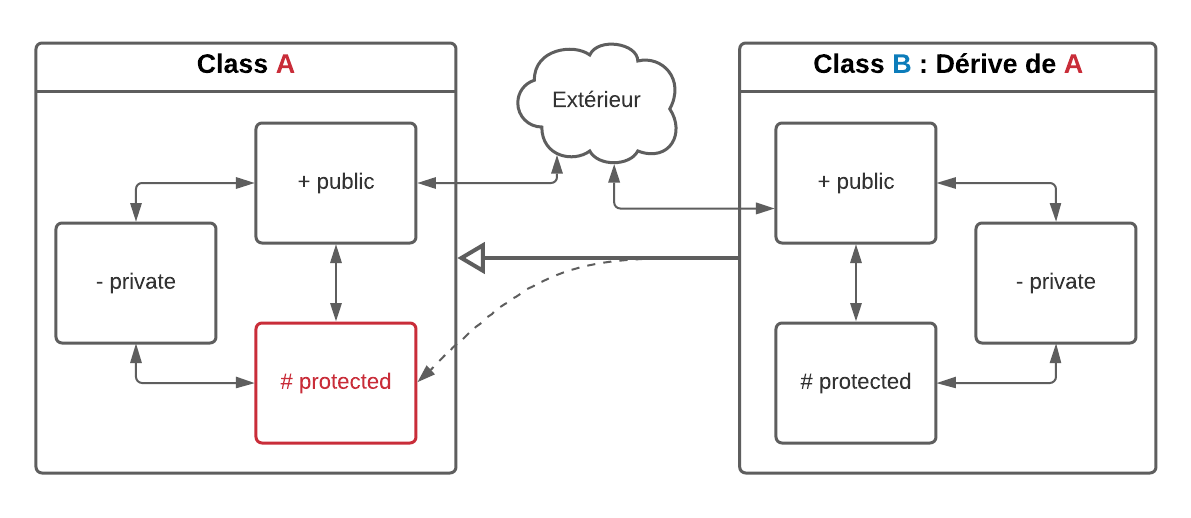 Class A
+ public
- private
# protected
Extérieur
Class B : Dérive de A
+ public
- private
# protected